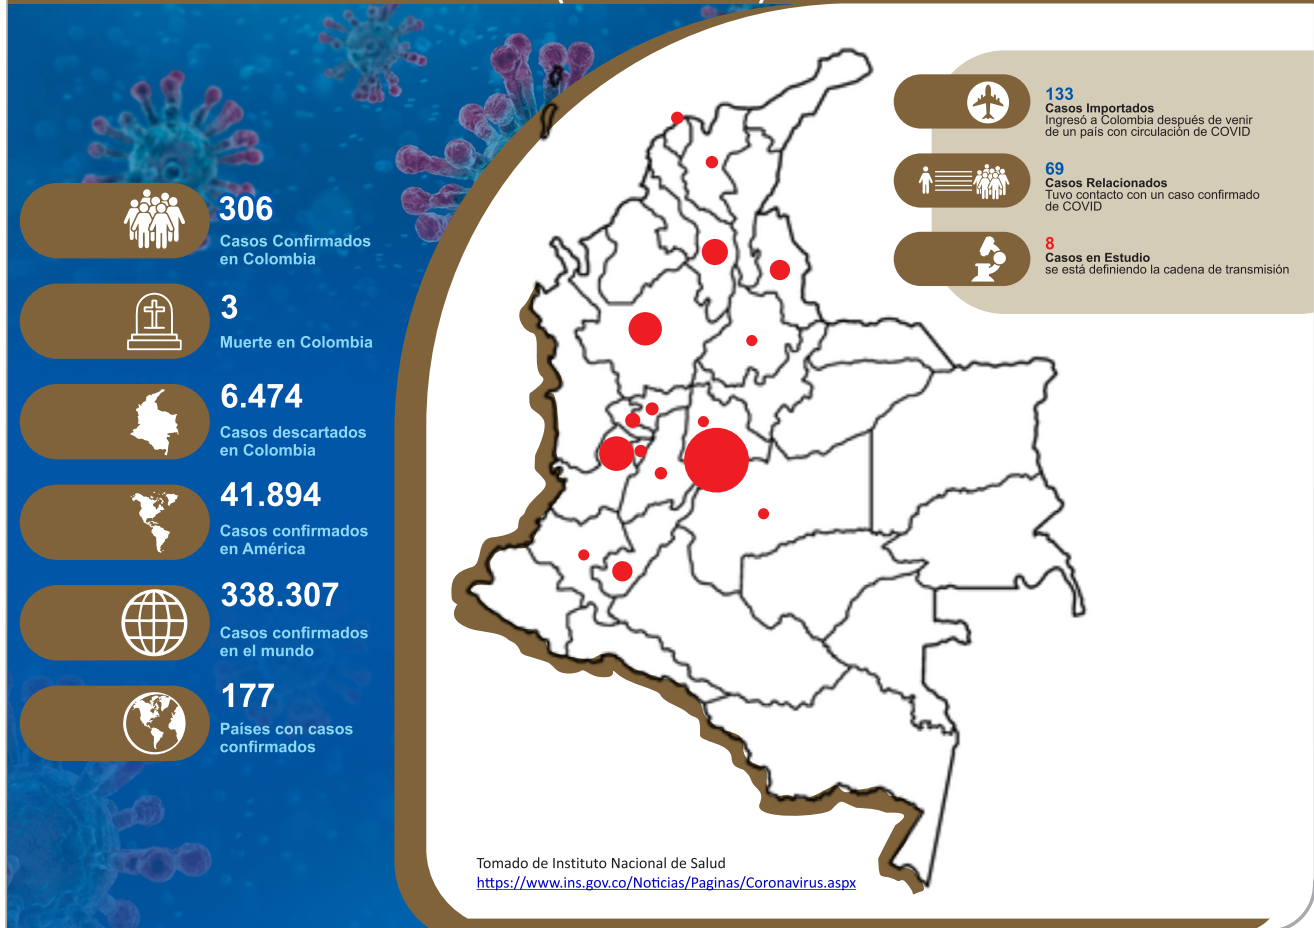 306
Casos Confirmados
en Colombia
3
Muerte en Colombia
6.474
Casos descartados
en Colombia
41.894
Casos confirmados
en América
338.307
Casos confirmados
en el mundo
177
Países con casos
confirmados
133
Casos Importados
Ingresó a Colombia después de venir
de un país con circulación de COVID
69
Casos Relacionados
Tuvo contacto con un caso confirmado
de COVID
8
Casos en Estudio
se está definiendo la cadena de transmisión
Tomado de Instituto Nacional de Salud
https://www.ins.gov.co/Noticias/Paginas/Coronavirus.aspx